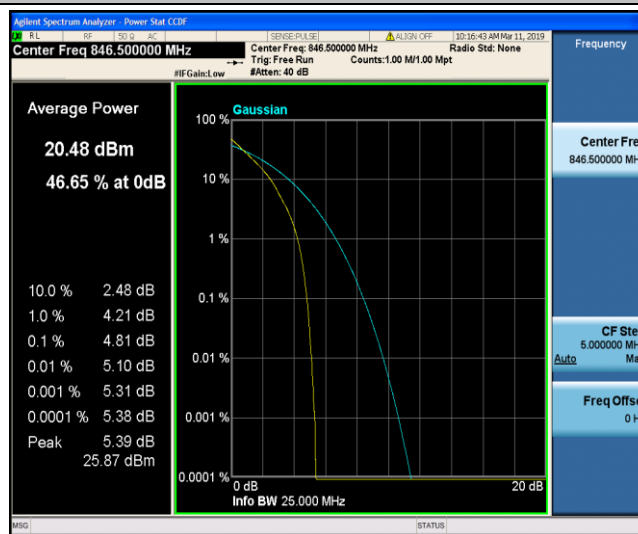 Agilent Spectrum Analyzer - Power Stat CCDF
RL RF 50 Ω AC SENSE:PULSE ALIGN OFF 10:16:43 AM Mar 11, 2019
Center Freq 846.500000 MHz
Center Freq: 846.500000 MHz Radio Std: None
Trig: Free Run Counts:1.00 M/1.00 Mpt
#IFGain:Low #Atten: 40 dB
Frequency
Average Power
20.48 dBm
46.65 % at 0dB
10.0 % 2.48 dB
1.0 % 4.21 dB
0.1 % 4.81 dB
0.01 % 5.10 dB
0.001 % 5.31 dB
0.0001 % 5.38 dB
Peak 5.39 dB
25.87 dBm
Gaussian
100 %
10 %
1 %
0.1 %
0.01 %
0.001 %
0.0001 %
0 dB 20 dB
Info BW 25.000 MHz
Center Fre
846.500000 MH
CF Ste
5.000000 MH
Auto Ma
Freq Offse
0 H
MSG STATUS